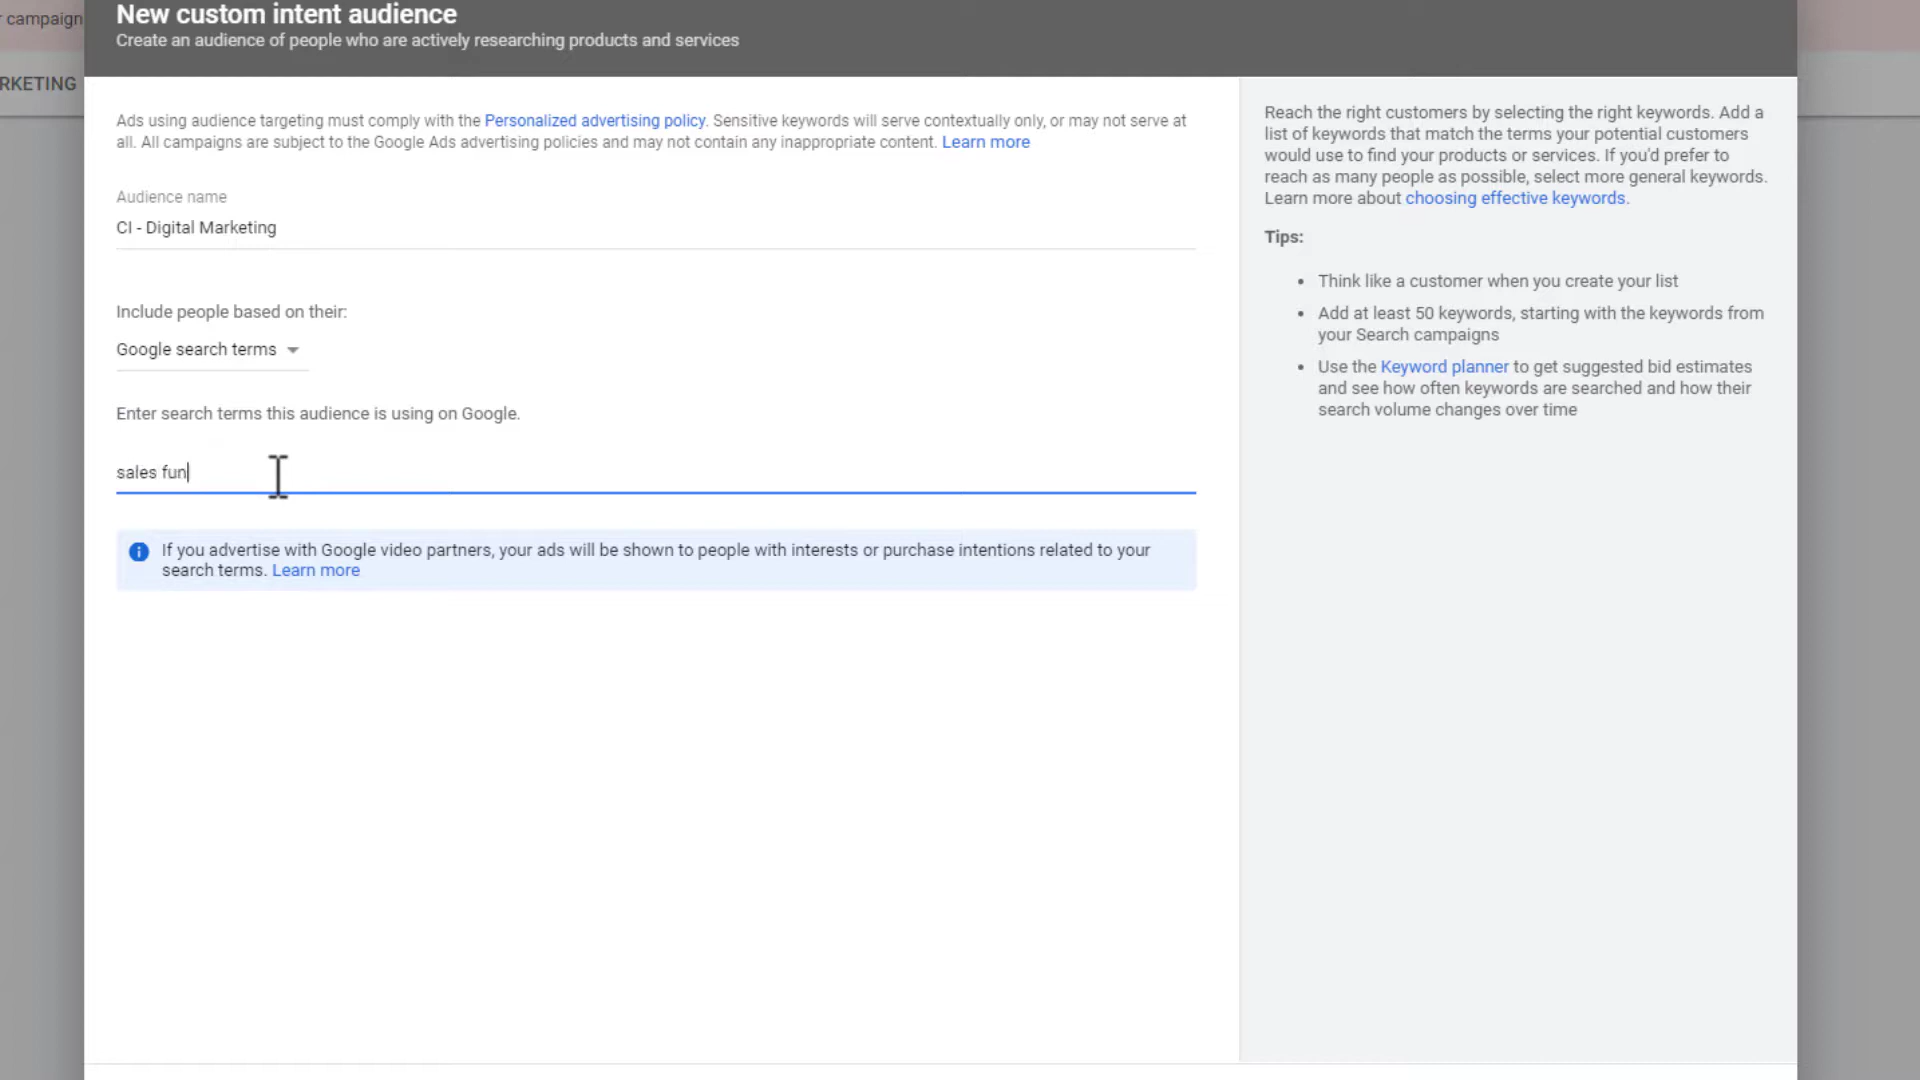 r campaign
New custom intent audience
Create an audience of people who are actively researching products and services
RKETING
Ads using audience targeting must comply with the Personalized advertising policy. Sensitive keywords will serve contextually only, or may not serve at
all. All campaigns are subject to the Google Ads advertising policies and may not contain any inappropriate content. Learn more
Audience name
CI - Digital Marketing
Include people based on their:
Google search terms
Enter search terms this audience is using on Google.
sales fun
If you advertise with Google video partners, your ads will be shown to people with interests or purchase intentions related to your
search terms. Learn more
Reach the right customers by selecting the right keywords. Add a
list of keywords that match the terms your potential customers
would use to find your products or services. If you'd prefer to
reach as many people as possible, select more general keywords.
Learn more about choosing effective keywords.
Tips:
• Think like a customer when you create your list
• Add at least 50 keywords, starting with the keywords from
your Search campaigns
• Use the Keyword planner to get suggested bid estimates
and see how often keywords are searched and how their
search volume changes over time